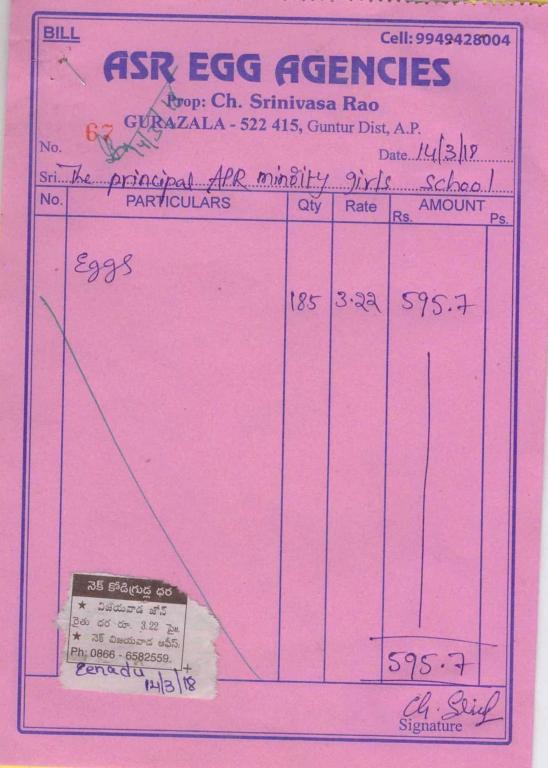 BILL
Cell: 9949428004
ASR EGG AGENCIES
Prop: Ch. Srinivasa Rao
GURAZALA - 522 415, Guntur Dist, A.P.
No. 67
14/3/18
Date 14/3/18
Sri. The principal APR minority girls school
No. PARTICULARS Qty Rate AMOUNT
Rs. Ps.
Eggs
185 3.22 595.7
నెక్ కోడిగ్రుడ్ల ధర
★ విజయవాడ జోన్
రైతు ధర రూ. 3.22 పై॥
★ నెక్ విజయవాడ ఆఫీస్:
Ph: 0866 - 6582559.
Eenadu
14/3/18
595.7
Signature